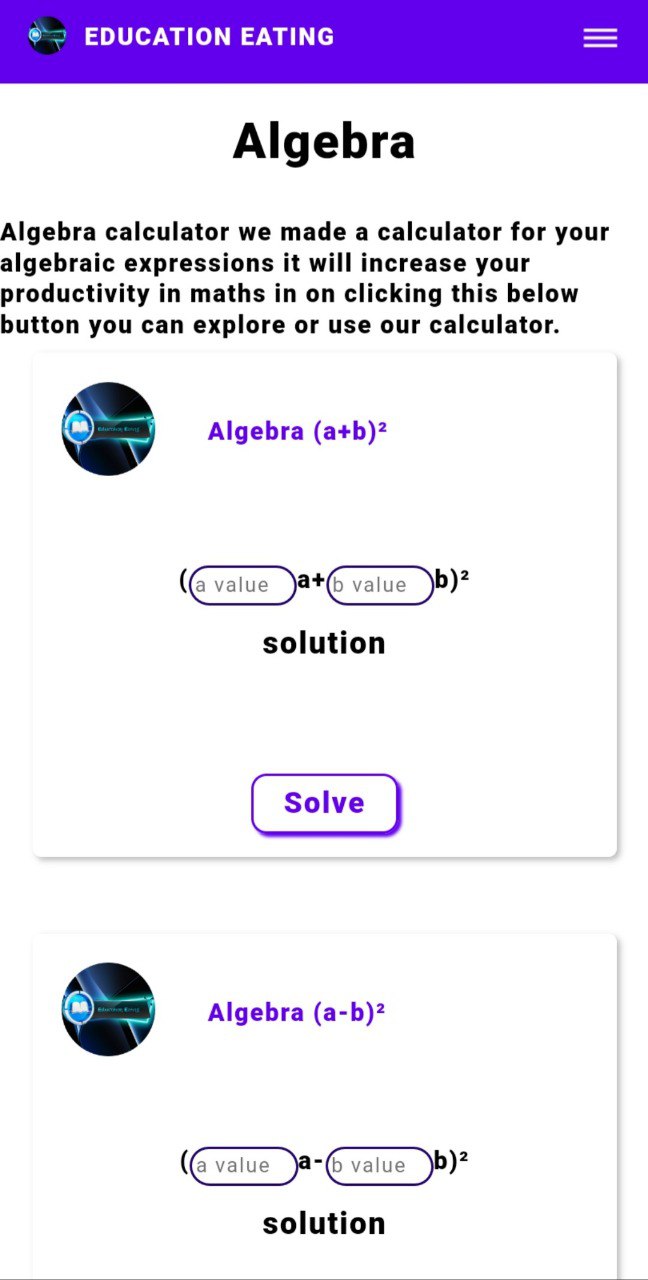 EDUCATION EATING
Algebra
Algebra calculator we made a calculator for your
algebraic expressions it will increase your
productivity in maths in on clicking this below
button you can explore or use our calculator.
Algebra (a+b)²
(a value a+ b value b)²
solution
Solve
Algebra (a-b)²
(a value a- b value b)²
solution